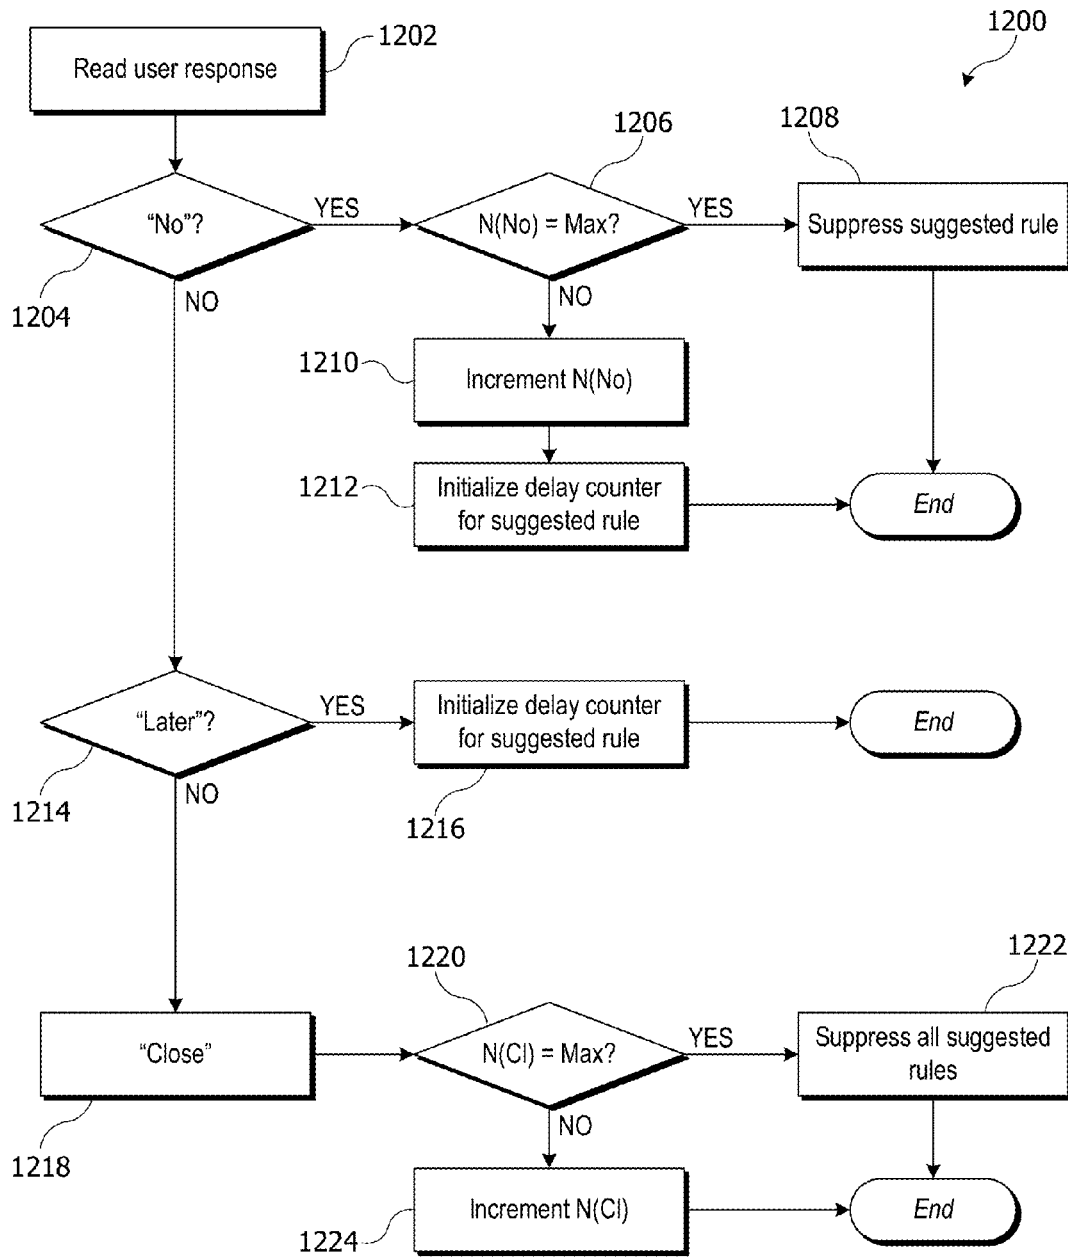 1202
1200
Read user response
1206
1208
"No"?
YES
N(No) = Max?
YES
Suppress suggested rule
1204
NO
NO
1210
Increment N(No)
1212
Initialize delay counter
for suggested rule
End
"Later"?
YES
Initialize delay counter
for suggested rule
End
1214
NO
1216
1220
1222
"Close"
N(Cl) = Max?
YES
Suppress all suggested
rules
1218
NO
1224
Increment N(Cl)
End